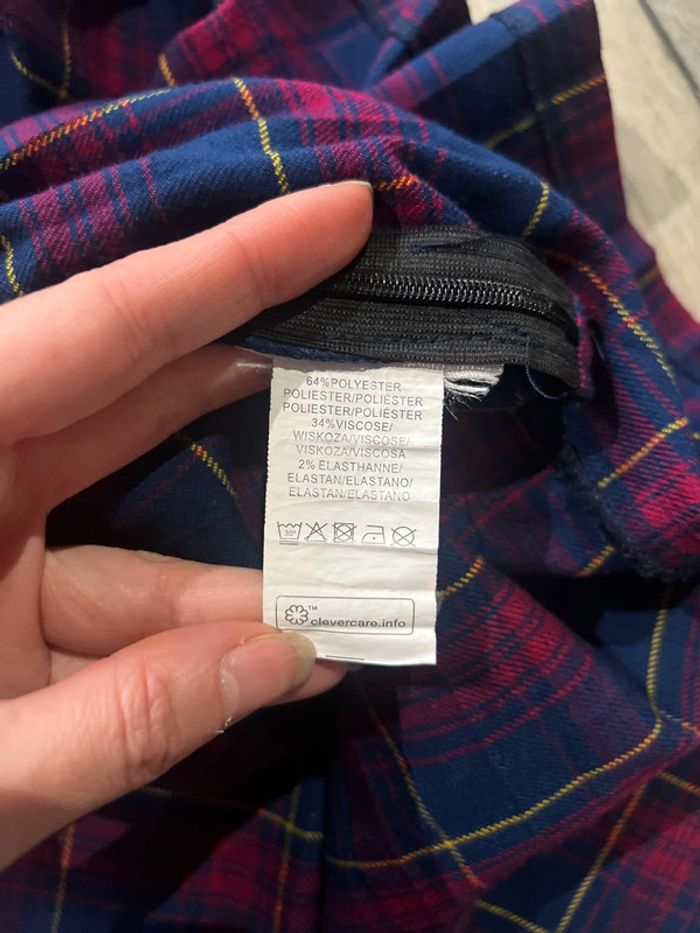 64%POLYESTER
POLIESTER/POLIÉSTER
POLIESTER/POLIÉSTER
34%VISCOSE/
WISKOZA/VISCOSE/
VISKOZA/VISCOSA
2% ELASTHANNE/
ELASTAN/ELASTANO/
ELASTAN/ELASTANO
30°
™
clevercare.info